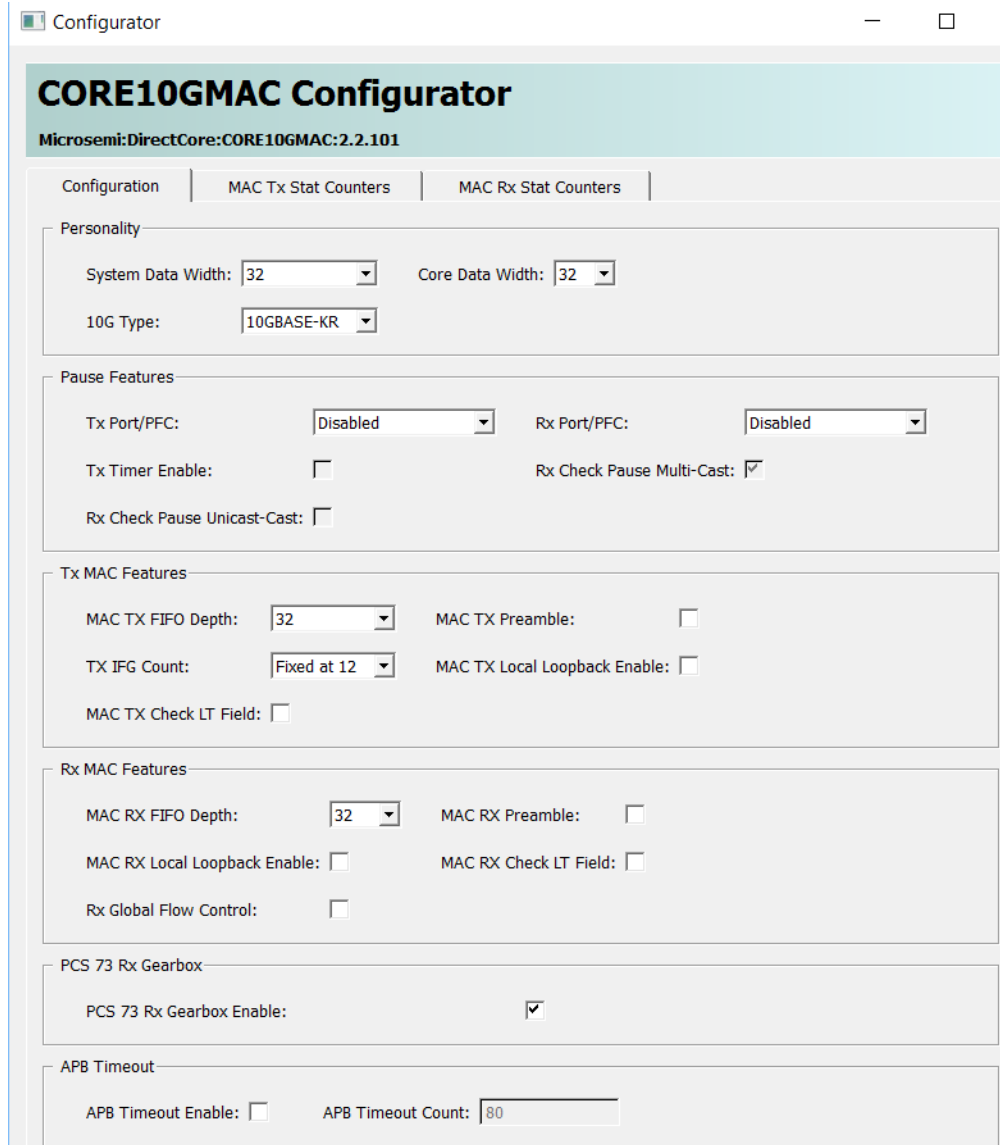 Configurator
CORE10GMAC Configurator
Microsemi:DirectCore:CORE10GMAC:2.2.101
Configuration MAC Tx Stat Counters MAC Rx Stat Counters
Personality
System Data Width: 32 Core Data Width: 32
10G Type: 10GBASE-KR
Pause Features
Tx Port/PFC: Disabled Rx Port/PFC: Disabled
Tx Timer Enable: Rx Check Pause Multi-Cast:
Rx Check Pause Unicast-Cast:
Tx MAC Features
MAC TX FIFO Depth: 32 MAC TX Preamble:
TX IFG Count: Fixed at 12 MAC TX Local Loopback Enable:
MAC TX Check LT Field:
Rx MAC Features
MAC RX FIFO Depth: 32 MAC RX Preamble:
MAC RX Local Loopback Enable: MAC RX Check LT Field:
Rx Global Flow Control:
PCS 73 Rx Gearbox
PCS 73 Rx Gearbox Enable:
APB Timeout
APB Timeout Enable: APB Timeout Count: 80